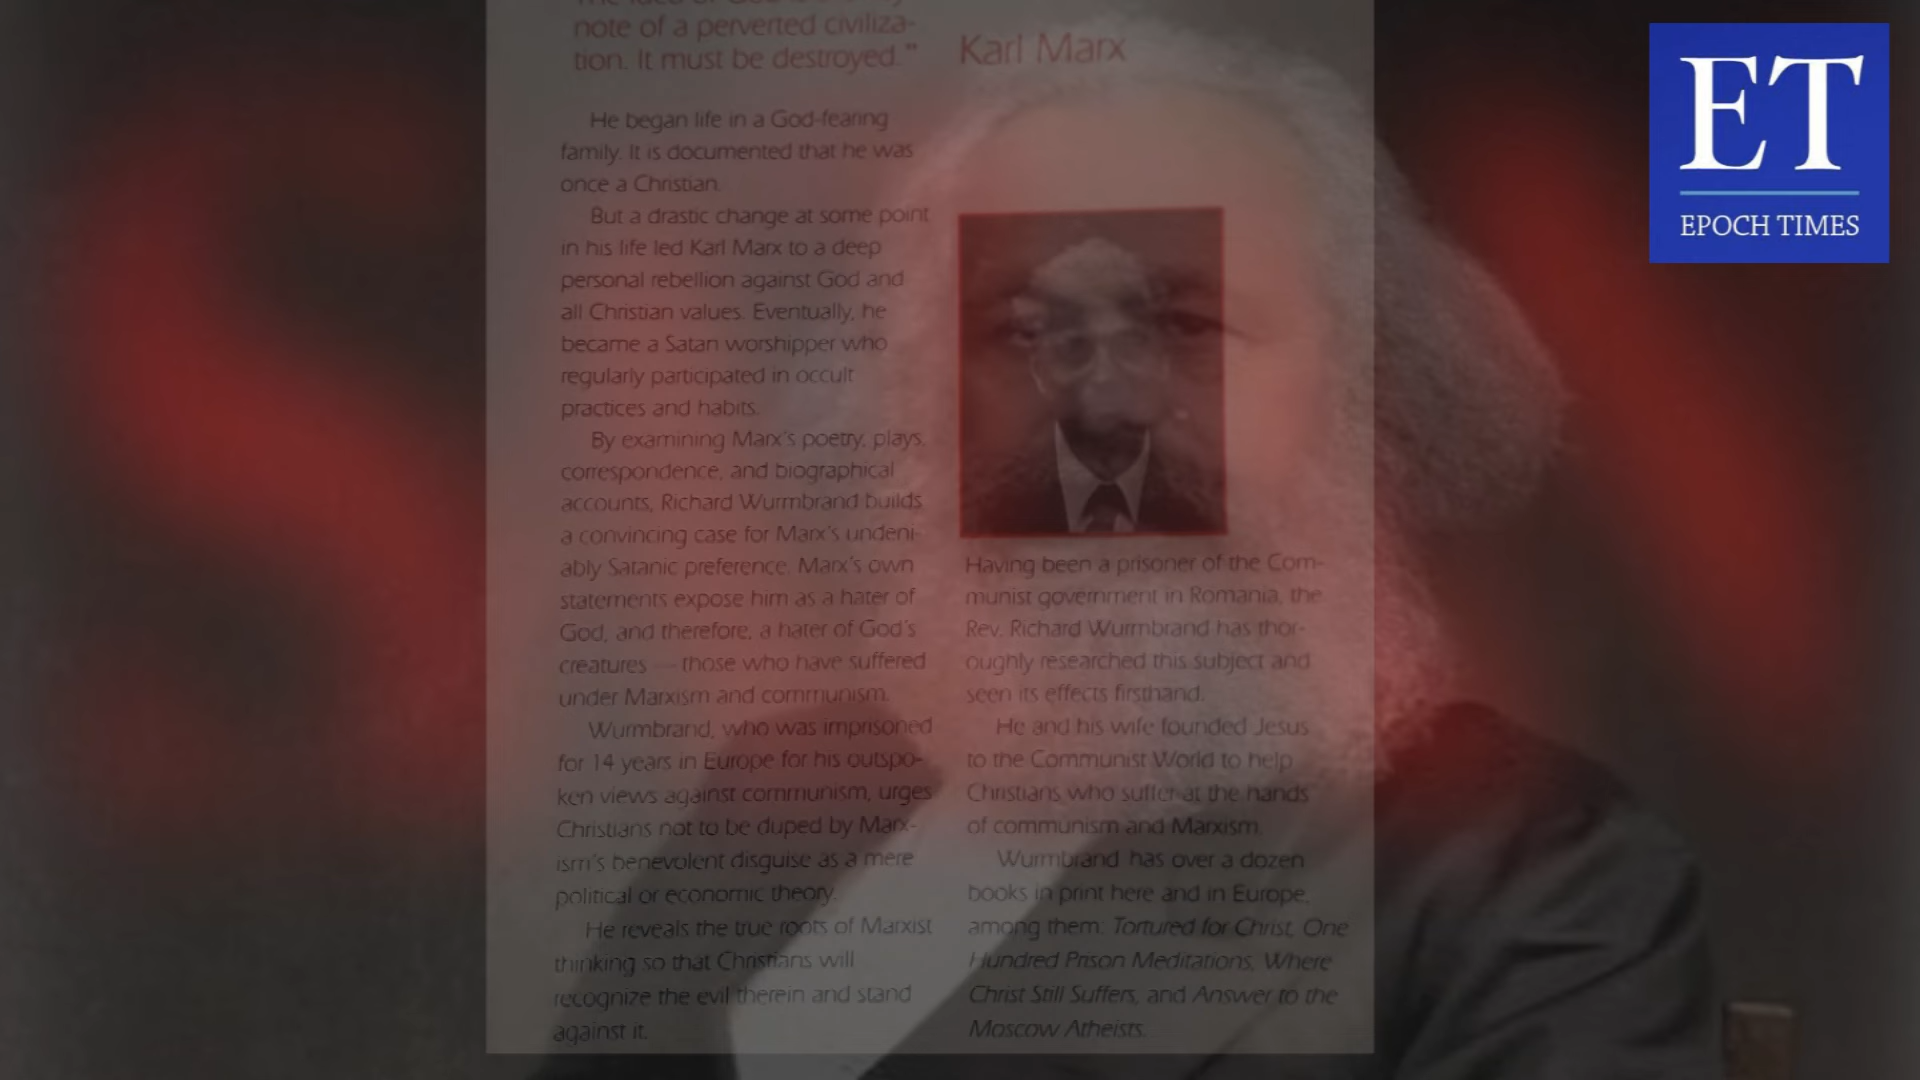 note of a perverted civiliza-
tion. It must be destroyed."
Karl Marx
He began life in a God-fearing
family. It is documented that he was
once a Christian.
But a drastic change at some point
in his life led Karl Marx to a deep
personal rebellion against God and
all Christian values. Eventually, he
became a Satan worshipper who
regularly participated in occult
practices and habits.
By examining Marx's poetry, plays,
correspondence, and biographical
accounts, Richard Wurmbrand builds
a convincing case for Marx's undeni-
ably Satanic preference. Marx's own
statements expose him as a hater of
God, and therefore, a hater of God's
creatures — those who have suffered
under Marxism and communism.
Wurmbrand, who was imprisoned
for 14 years in Europe for his outspo-
ken views against communism, urges
Christians not to be duped by Marx-
ism's benevolent disguise as a mere
political or economic theory.
He reveals the true roots of Marxist
thinking so that Christians will
recognize the evil therein and stand
against it.
Having been a prisoner of the Com-
munist government in Romania, the
Rev. Richard Wurmbrand has thor-
oughly researched this subject and
seen its effects firsthand.
He and his wife founded Jesus
to the Communist World to help
Christians who suffer at the hands
of communism and Marxism.
Wurmbrand has over a dozen
books in print here and in Europe,
among them: Tortured for Christ, One
Hundred Prison Meditations, Where
Christ Still Suffers, and Answer to the
Moscow Atheists.
ET
EPOCH TIMES